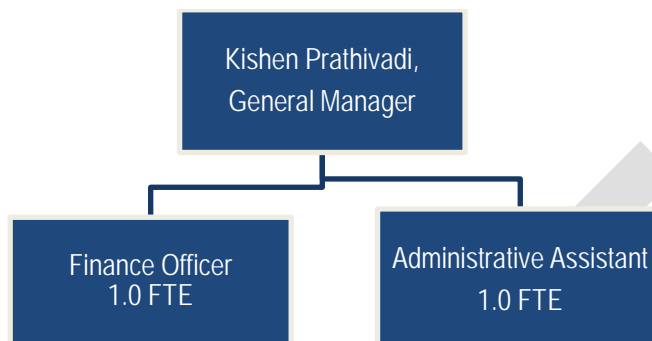 Kishen Prathivadi,
General Manager
Finance Officer
1.0 FTE
Administrative Assistant
1.0 FTE